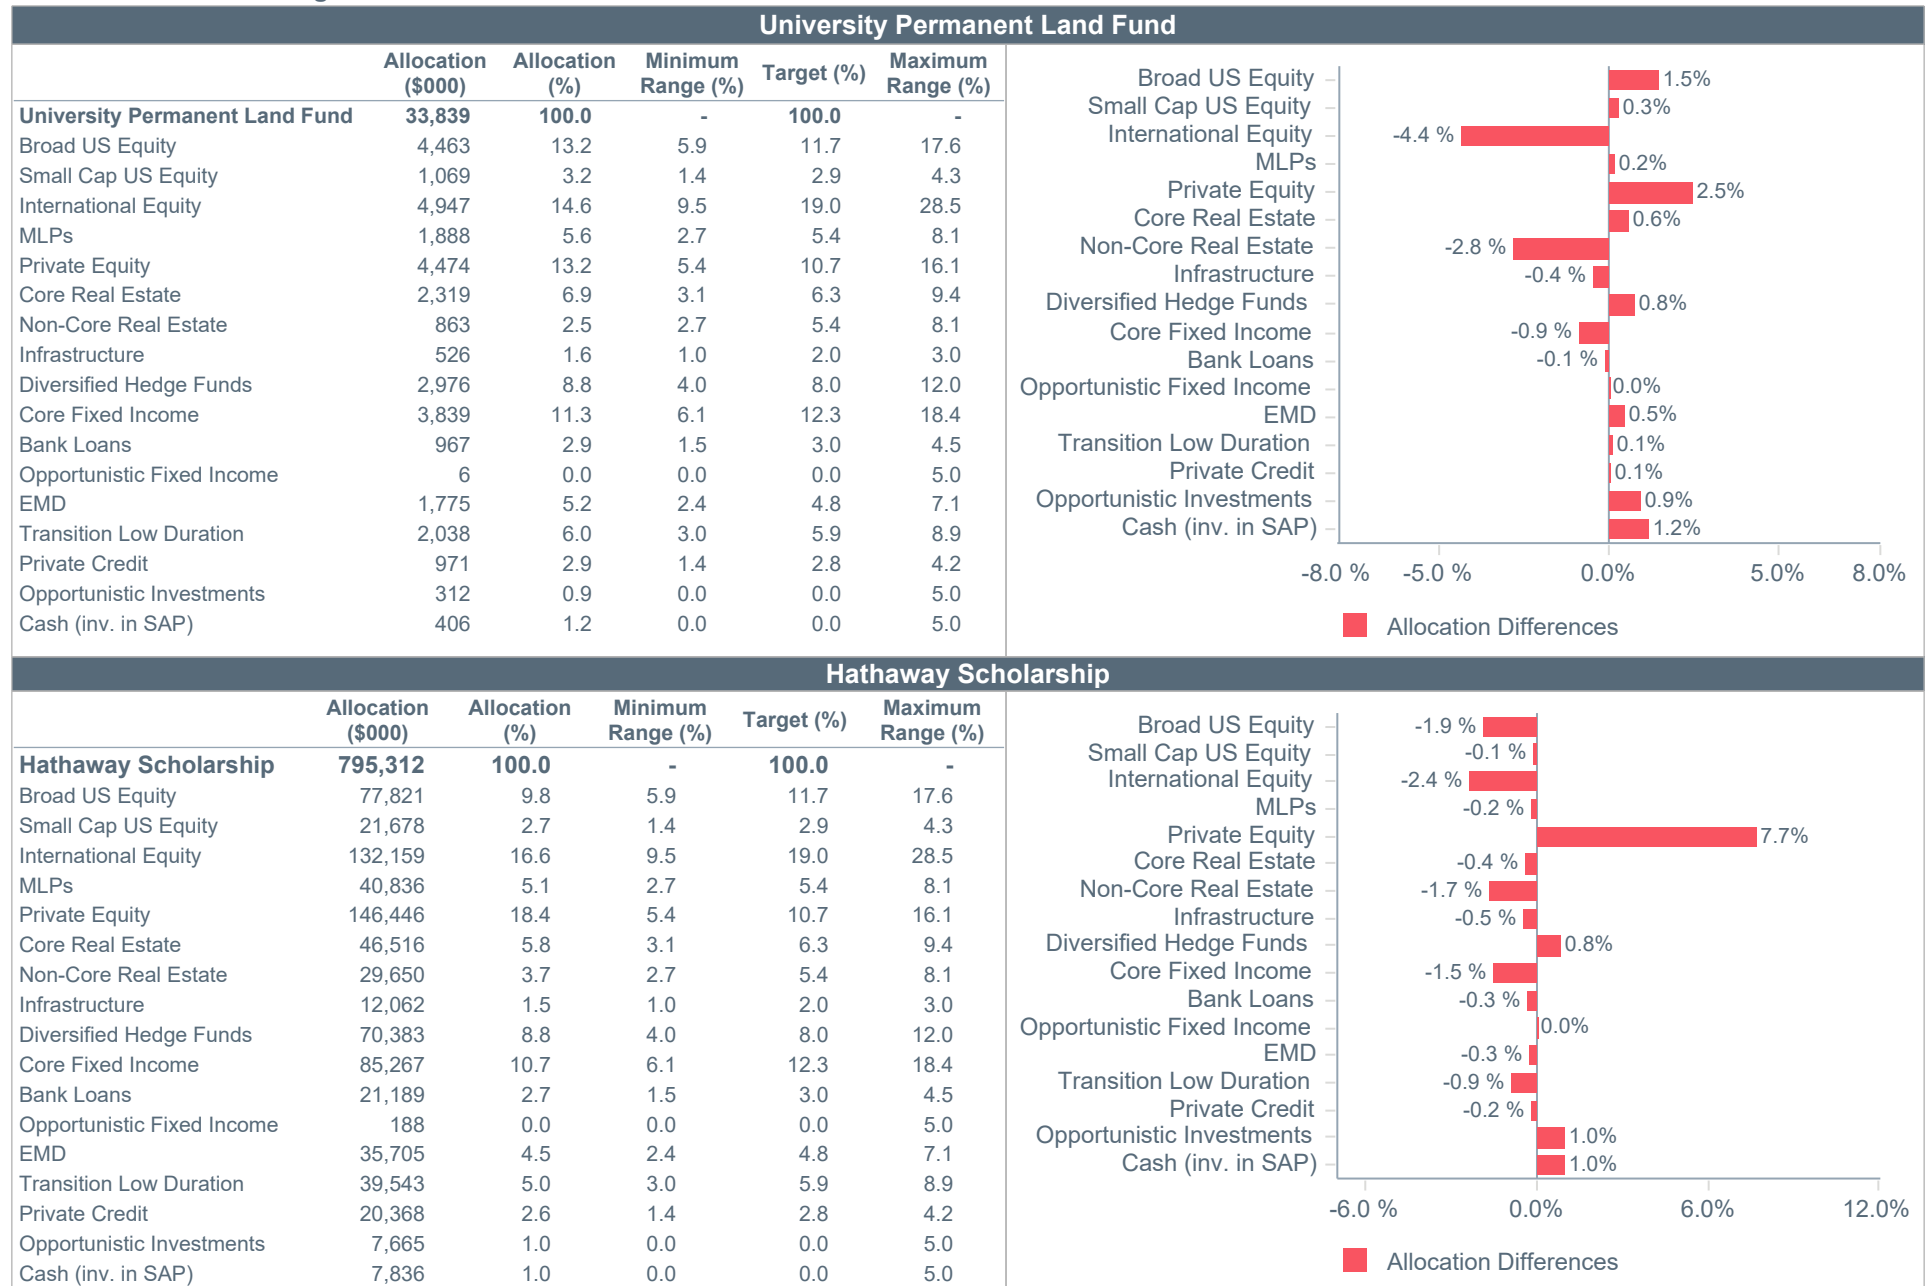 University Permanent Land Fund
Allocation ($000) Allocation (%) Minimum Range (%) Target (%) Maximum Range (%)
University Permanent Land Fund 33,839 100.0 - 100.0 -
Broad US Equity 4,463 13.2 5.9 11.7 17.6
Small Cap US Equity 1,069 3.2 1.4 2.9 4.3
International Equity 4,947 14.6 9.5 19.0 28.5
MLPs 1,888 5.6 2.7 5.4 8.1
Private Equity 4,474 13.2 5.4 10.7 16.1
Core Real Estate 2,319 6.9 3.1 6.3 9.4
Non-Core Real Estate 863 2.5 2.7 5.4 8.1
Infrastructure 526 1.6 1.0 2.0 3.0
Diversified Hedge Funds 2,976 8.8 4.0 8.0 12.0
Core Fixed Income 3,839 11.3 6.1 12.3 18.4
Bank Loans 967 2.9 1.5 3.0 4.5
Opportunistic Fixed Income 6 0.0 0.0 0.0 5.0
EMD 1,775 5.2 2.4 4.8 7.1
Transition Low Duration 2,038 6.0 3.0 5.9 8.9
Private Credit 971 2.9 1.4 2.8 4.2
Opportunistic Investments 312 0.9 0.0 0.0 5.0
Cash (inv. in SAP) 406 1.2 0.0 0.0 5.0
Broad US Equity 1.5%
Small Cap US Equity 0.3%
International Equity -4.4 %
MLPs 0.2%
Private Equity 2.5%
Core Real Estate 0.6%
Non-Core Real Estate -2.8 %
Infrastructure -0.4 %
Diversified Hedge Funds 0.8%
Core Fixed Income -0.9 %
Bank Loans -0.1 %
Opportunistic Fixed Income 0.0%
EMD 0.5%
Transition Low Duration 0.1%
Private Credit 0.1%
Opportunistic Investments 0.9%
Cash (inv. in SAP) 1.2%
-8.0 % -5.0 % 0.0% 5.0% 8.0%
Allocation Differences
Hathaway Scholarship
Allocation ($000) Allocation (%) Minimum Range (%) Target (%) Maximum Range (%)
Hathaway Scholarship 795,312 100.0 - 100.0 -
Broad US Equity 77,821 9.8 5.9 11.7 17.6
Small Cap US Equity 21,678 2.7 1.4 2.9 4.3
International Equity 132,159 16.6 9.5 19.0 28.5
MLPs 40,836 5.1 2.7 5.4 8.1
Private Equity 146,446 18.4 5.4 10.7 16.1
Core Real Estate 46,516 5.8 3.1 6.3 9.4
Non-Core Real Estate 29,650 3.7 2.7 5.4 8.1
Infrastructure 12,062 1.5 1.0 2.0 3.0
Diversified Hedge Funds 70,383 8.8 4.0 8.0 12.0
Core Fixed Income 85,267 10.7 6.1 12.3 18.4
Bank Loans 21,189 2.7 1.5 3.0 4.5
Opportunistic Fixed Income 188 0.0 0.0 0.0 5.0
EMD 35,705 4.5 2.4 4.8 7.1
Transition Low Duration 39,543 5.0 3.0 5.9 8.9
Private Credit 20,368 2.6 1.4 2.8 4.2
Opportunistic Investments 7,665 1.0 0.0 0.0 5.0
Cash (inv. in SAP) 7,836 1.0 0.0 0.0 5.0
Broad US Equity -1.9 %
Small Cap US Equity -0.1 %
International Equity -2.4 %
MLPs -0.2 %
Private Equity 7.7%
Core Real Estate -0.4 %
Non-Core Real Estate -1.7 %
Infrastructure -0.5 %
Diversified Hedge Funds 0.8%
Core Fixed Income -1.5 %
Bank Loans -0.3 %
Opportunistic Fixed Income 0.0%
EMD -0.3 %
Transition Low Duration -0.9 %
Private Credit -0.2 %
Opportunistic Investments 1.0%
Cash (inv. in SAP) 1.0%
-6.0 % 0.0% 6.0% 12.0%
Allocation Differences